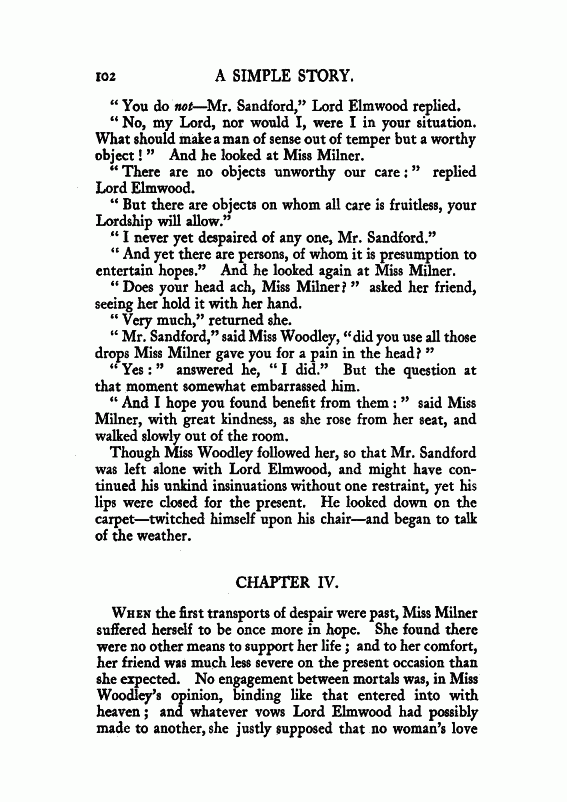 102 A SIMPLE STORY.
“ You do not—Mr. Sandford,” Lord Elmwood replied.
“ No, my Lord, nor would I, were I in your situation.
What should make a man of sense out of temper but a worthy
object ! ” And he looked at Miss Milner.
“ There are no objects unworthy our care : ” replied
Lord Elmwood.
“ But there are objects on whom all care is fruitless, your
Lordship will allow.”
“ I never yet despaired of any one, Mr. Sandford.”
“ And yet there are persons, of whom it is presumption to
entertain hopes.” And he looked again at Miss Milner.
“ Does your head ach, Miss Milner? ” asked her friend,
seeing her hold it with her hand.
“ Very much,” returned she.
“ Mr. Sandford,” said Miss Woodley, “ did you use all those
drops Miss Milner gave you for a pain in the head? ”
“ Yes : ” answered he, “ I did.” But the question at
that moment somewhat embarrassed him.
“ And I hope you found benefit from them : ” said Miss
Milner, with great kindness, as she rose from her seat, and
walked slowly out of the room.
Though Miss Woodley followed her, so that Mr. Sandford
was left alone with Lord Elmwood, and might have con-
tinued his unkind insinuations without one restraint, yet his
lips were closed for the present. He looked down on the
carpet—twitched himself upon his chair—and began to talk
of the weather.
CHAPTER IV.
WHEN the first transports of despair were past, Miss Milner
suffered herself to be once more in hope. She found there
were no other means to support her life ; and to her comfort,
her friend was much less severe on the present occasion than
she expected. No engagement between mortals was, in Miss
Woodley’s opinion, binding like that entered into with
heaven ; and whatever vows Lord Elmwood had possibly
made to another, she justly supposed that no woman’s love